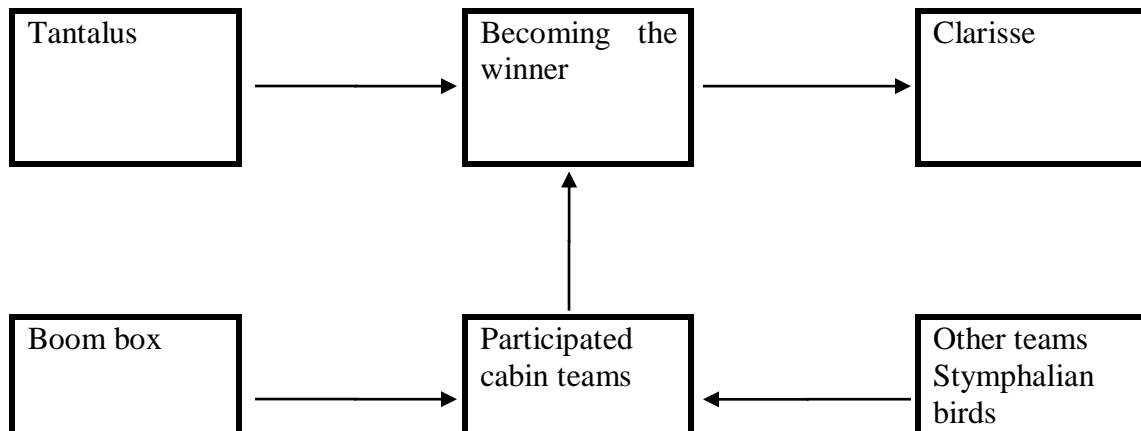 Tantalus
Becoming the
winner
Clarisse
Boom box
Participated
cabin teams
Other teams
Stymphalian
birds